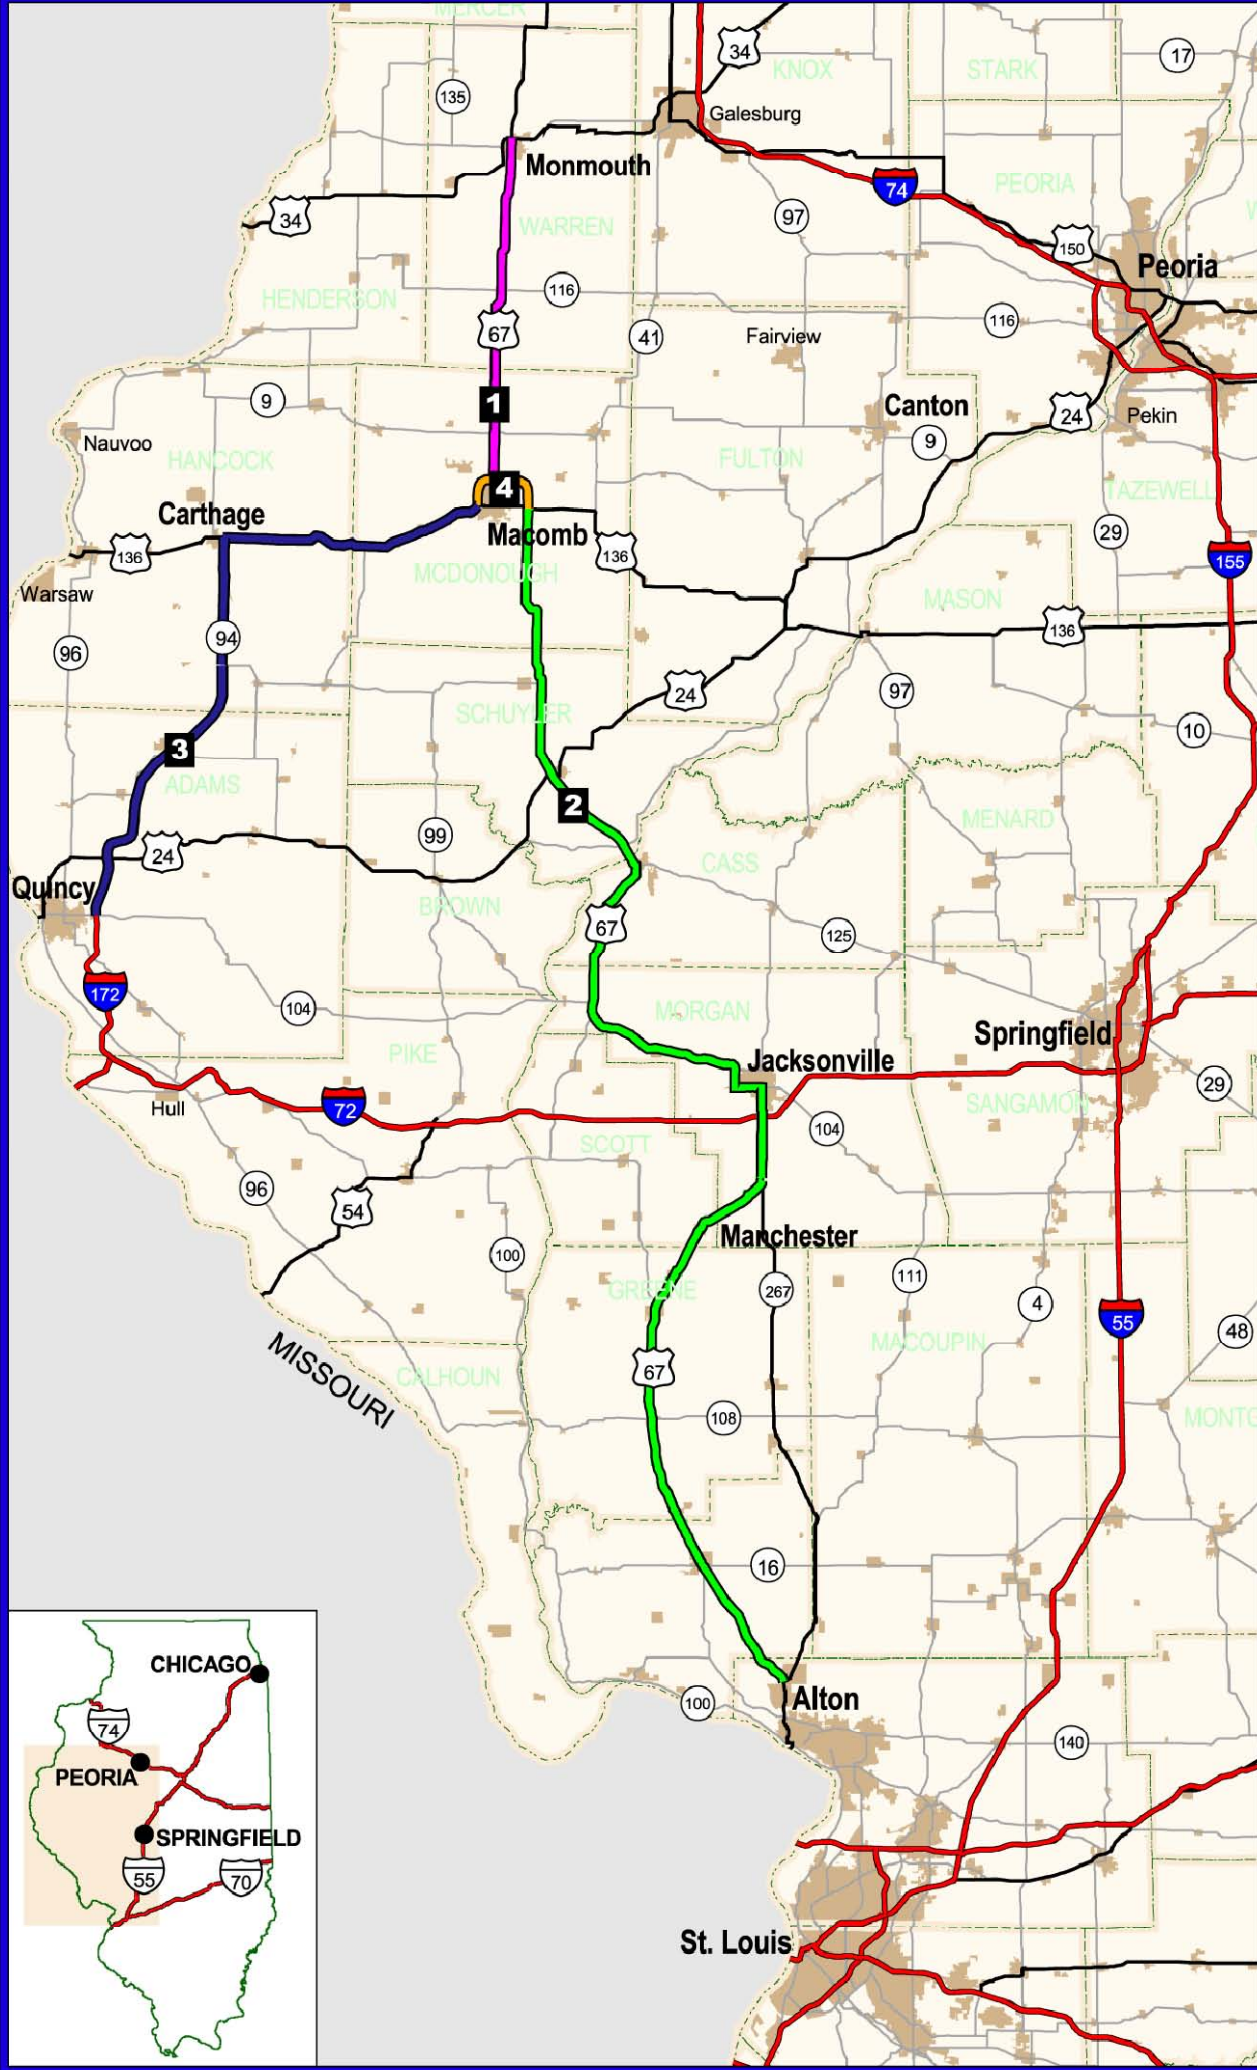 MERCER
34
KNOX
STARK
17
135
Galesburg
Monmouth
74
PEORIA
34
WARREN
97
150
Peoria
HENDERSON
116
67
41
Fairview
116
9
1
Canton
24
Pekin
Nauvoo
HANCOCK
FULTON
9
4
TAZEWELL
Carthage
Macomb
29
136
136
155
Warsaw
MCDONOUGH
MASON
94
136
96
24
97
SCHUYLER
10
3
ADAMS
2
MENARD
99
24
CASS
Quincy
BROWN
67
125
172
104
MORGAN
Springfield
PIKE
Jacksonville
29
Hull
72
SANGAMON
104
SCOTT
96
54
Manchester
100
GREENE
267
111
4
55
48
MACOUPIN
MISSOURI
CALHOUN
67
108
MONTG
16
CHICAGO
100
Alton
74
140
PEORIA
SPRINGFIELD
55
70
St. Louis